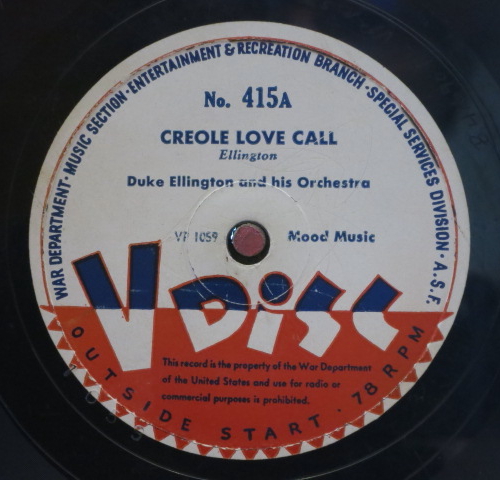 WAR DEPARTMENT · MUSIC SECTION · ENTERTAINMENT & RECREATION BRANCH · SPECIAL SERVICES DIVISION · A.S.F.
No. 415A
CREOLE LOVE CALL
Ellington
Duke Ellington and his Orchestra
VP 1059 Mood Music
V Disc
This record is the property of the War Department
of the United States and use for radio or
commercial purposes is prohibited.
OUTSIDE START · 78 RPM